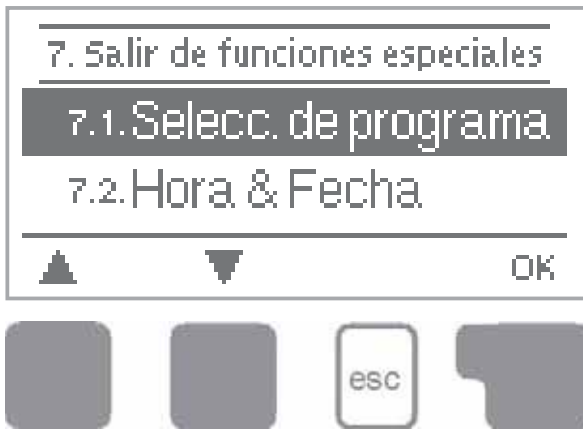 7. Salir de funciones especiales
7.1. Selecc. de programa
7.2. Hora & Fecha
OK
esc